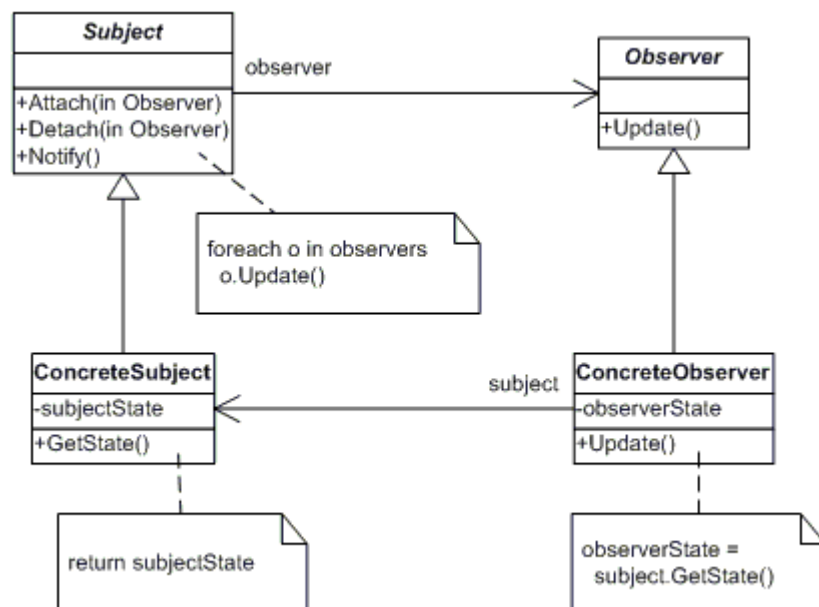 Subject
observer
Observer
+Attach(in Observer)
+Detach(in Observer)
+Notify()
+Update()
foreach o in observers
o.Update()
ConcreteSubject
-subjectState
+GetState()
subject
ConcreteObserver
-observerState
+Update()
return subjectState
observerState =
subject.GetState()